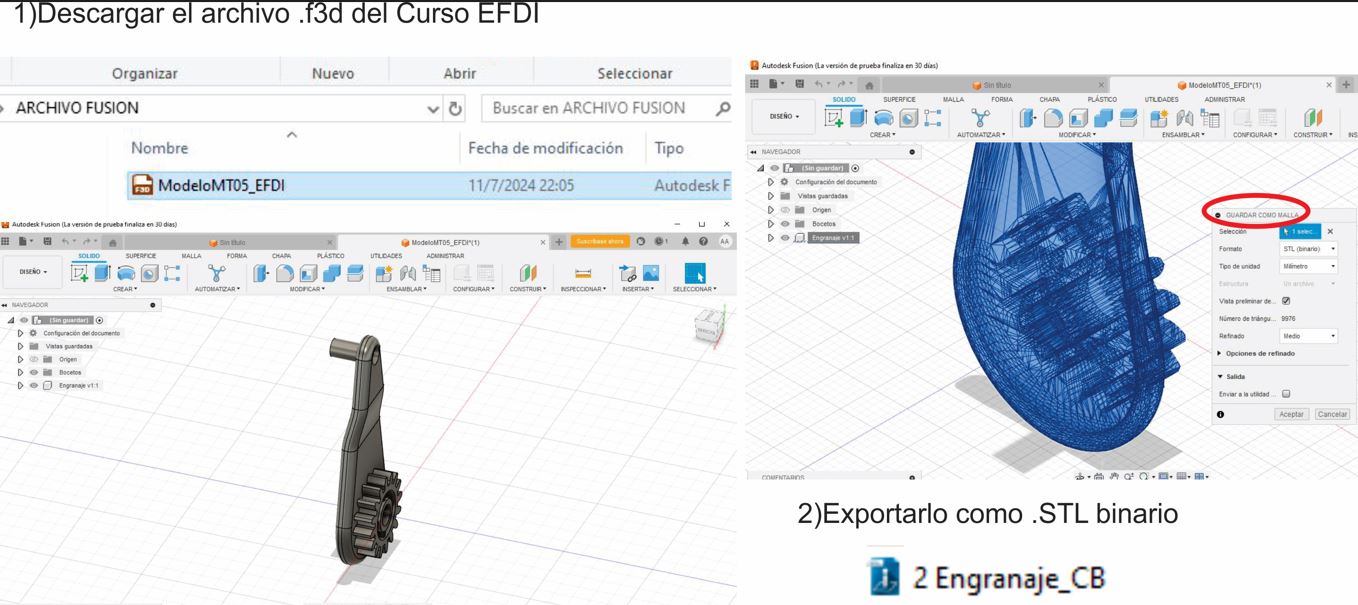 1)Descargar el archivo .f3d del Curso EFDI
Organizar Nuevo Abrir Seleccionar
ARCHIVO FUSION Buscar en ARCHIVO FUSION
Nombre Fecha de modificación Tipo
F3D ModeloMT05_EFDI 11/7/2024 22:05 Autodesk F
Autodesk Fusion (La versión de prueba finaliza en 30 días)
Sin título ModeloMT05_EFDI*(1) Suscríbase ahora 1 AA
SOLIDO SUPERFICIE MALLA FORMA CHAPA PLÁSTICO UTILIDADES ADMINISTRAR
DISEÑO
CREAR AUTOMATIZAR MODIFICAR ENSAMBLAR CONFIGURAR CONSTRUIR INSPECCIONAR INSERTAR SELECCIONAR
NAVEGADOR
(Sin guardar)
Configuración del documento
Vistas guardadas
Origen
Bocetos
Engranaje v1:1
Autodesk Fusion (La versión de prueba finaliza en 30 días)
Sin título ModeloMT05_EFDI*(1)
SOLIDO SUPERFICIE MALLA FORMA CHAPA PLÁSTICO UTILIDADES ADMINISTRAR
DISEÑO
CREAR AUTOMATIZAR MODIFICAR ENSAMBLAR CONFIGURAR CONSTRUIR INS
NAVEGADOR
(Sin guardar)
Configuración del documento
Vistas guardadas
Origen
Bocetos
Engranaje v1:1
GUARDAR COMO MALLA
Selección 1 selec...
Formato STL (binario)
Tipo de unidad Milímetro
Estructura Un archivo
Vista preliminar de...
Número de triángu... 9976
Refinado Medio
Opciones de refinado
Salida
Enviar a la utilidad ...
Aceptar Cancelar
COMENTARIOS
2)Exportarlo como .STL binario
2 Engranaje_CB